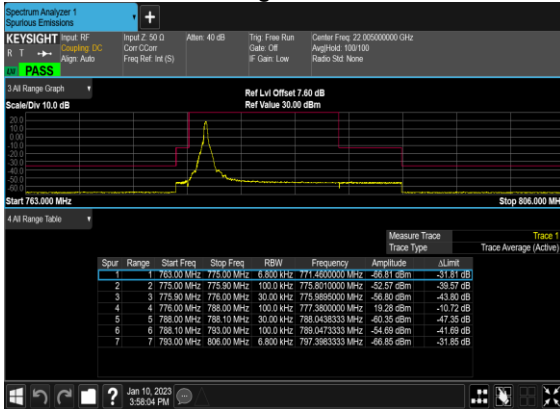 Spectrum Analyzer 1
Spurious Emissions
KEYSIGHT Input: RF Input Z: 50 Ω Atten: 40 dB Trig: Free Run Center Freq: 22.005000000 GHz
R T Coupling: DC Corr CCorr Gate: Off Avg|Hold: 100/100
Align: Auto Freq Ref: Int (S) IF Gain: Low Radio Std: None
PASS
3 All Range Graph
Ref Lvl Offset 7.60 dB
Scale/Div 10.0 dB Ref Value 30.00 dBm
20.0
10.0
0.00
-10.0
-20.0
-30.0
-40.0
-50.0
-60.0
Start 763.000 MHz Stop 806.000 MH
4 All Range Table
Measure Trace Trace 1
Trace Type Trace Average (Active)
Spur Range Start Freq Stop Freq RBW Frequency Amplitude ΔLimit
1 1 763.00 MHz 775.00 MHz 6.800 kHz 771.4600000 MHz -66.81 dBm -31.81 dB
2 2 775.00 MHz 775.90 MHz 100.0 kHz 775.8010000 MHz -52.57 dBm -39.57 dB
3 3 775.90 MHz 776.00 MHz 30.00 kHz 775.9895000 MHz -56.80 dBm -43.80 dB
4 4 776.00 MHz 788.00 MHz 100.0 kHz 777.3800000 MHz 19.28 dBm -10.72 dB
5 5 788.00 MHz 788.10 MHz 30.00 kHz 788.0438333 MHz -60.35 dBm -47.35 dB
6 6 788.10 MHz 793.00 MHz 100.0 kHz 789.0473333 MHz -54.69 dBm -41.69 dB
7 7 793.00 MHz 806.00 MHz 6.800 kHz 797.3983333 MHz -66.85 dBm -31.85 dB
Jan 10, 2023
3:58:04 PM